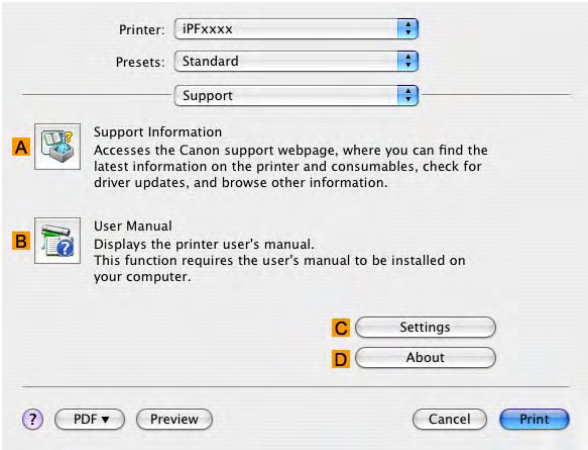 Printer: iPFxxxx
Presets: Standard
Support
A
Support Information
Accesses the Canon support webpage, where you can find the
latest information on the printer and consumables, check for
driver updates, and browse other information.
B
User Manual
Displays the printer user's manual.
This function requires the user's manual to be installed on
your computer.
C Settings
D About
? PDF ▼ Preview Cancel Print